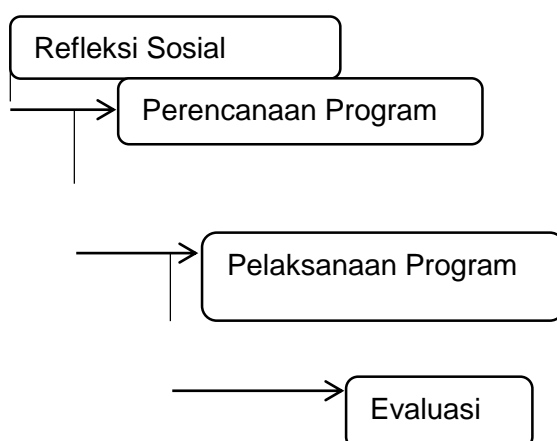 Refleksi Sosial
Perencanaan Program
Pelaksanaan Program
Evaluasi